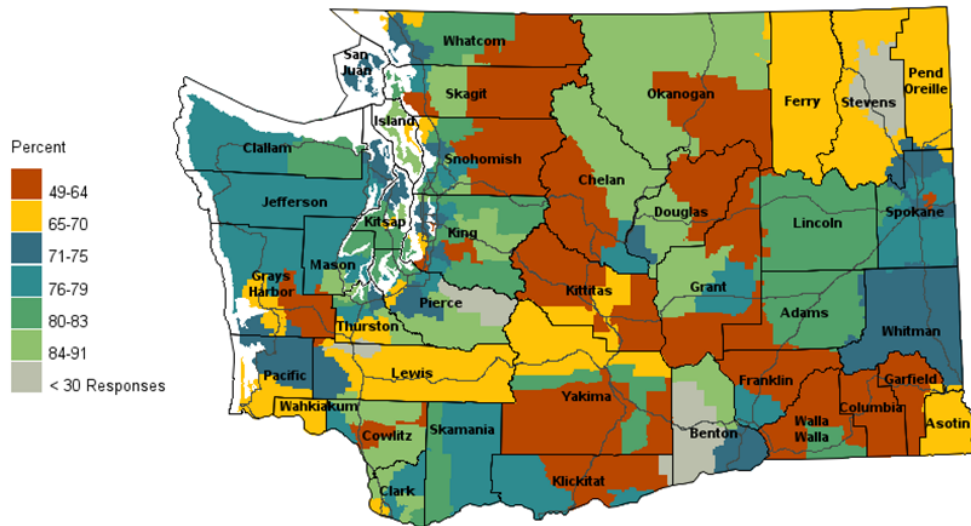 Percent
49-64
65-70
71-75
76-79
80-83
84-91
< 30 Responses
San
Juan
Whatcom
Skagit
Island
Snohomish
Clallam
Jefferson
Kitsap
King
Mason
Grays
Harbor
Pierce
Thurston
Pacific
Lewis
Wahkiakum
Cowlitz
Skamania
Clark
Okanogan
Chelan
Douglas
Kittitas
Grant
Yakima
Klickitat
Benton
Ferry
Stevens
Pend
Oreille
Lincoln
Spokane
Adams
Whitman
Franklin
Walla
Walla
Columbia
Garfield
Asotin